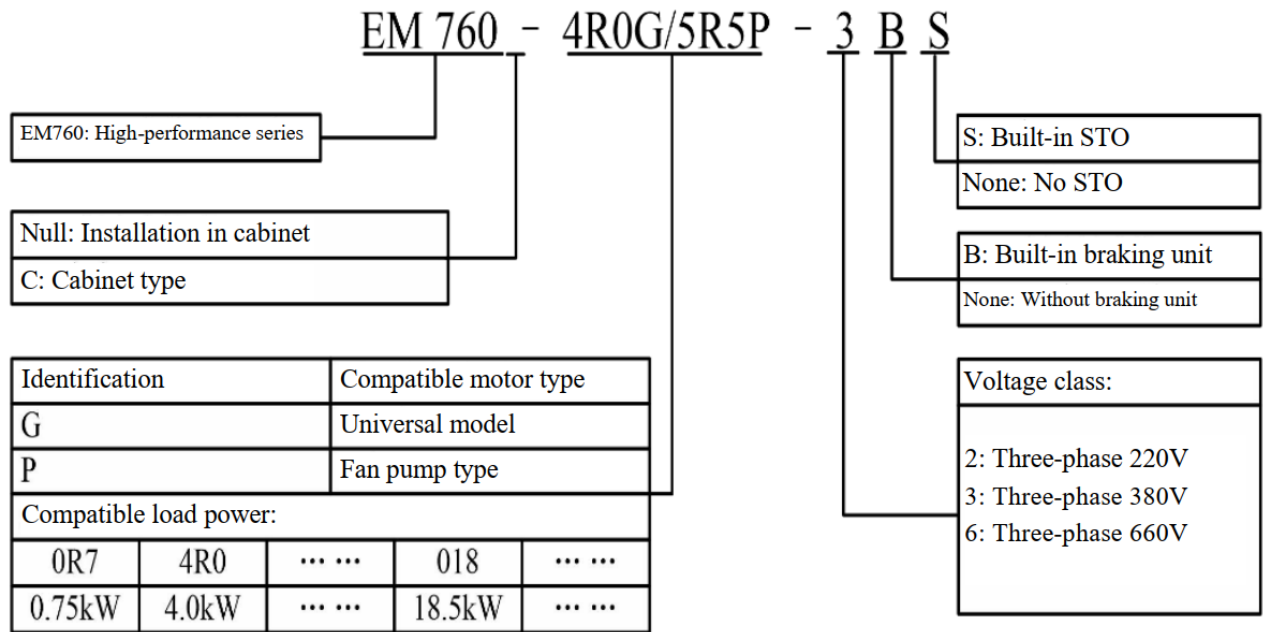 EM 760 - 4R0G/5R5P - 3 B S
EM760: High-performance series
Null: Installation in cabinet
C: Cabinet type
Identification Compatible motor type
G Universal model
P Fan pump type
Compatible load power:
0R7 4R0 ··· ··· 018 ··· ···
0.75kW 4.0kW ··· ··· 18.5kW ··· ···
S: Built-in STO
None: No STO
B: Built-in braking unit
None: Without braking unit
Voltage class:
2: Three-phase 220V
3: Three-phase 380V
6: Three-phase 660V